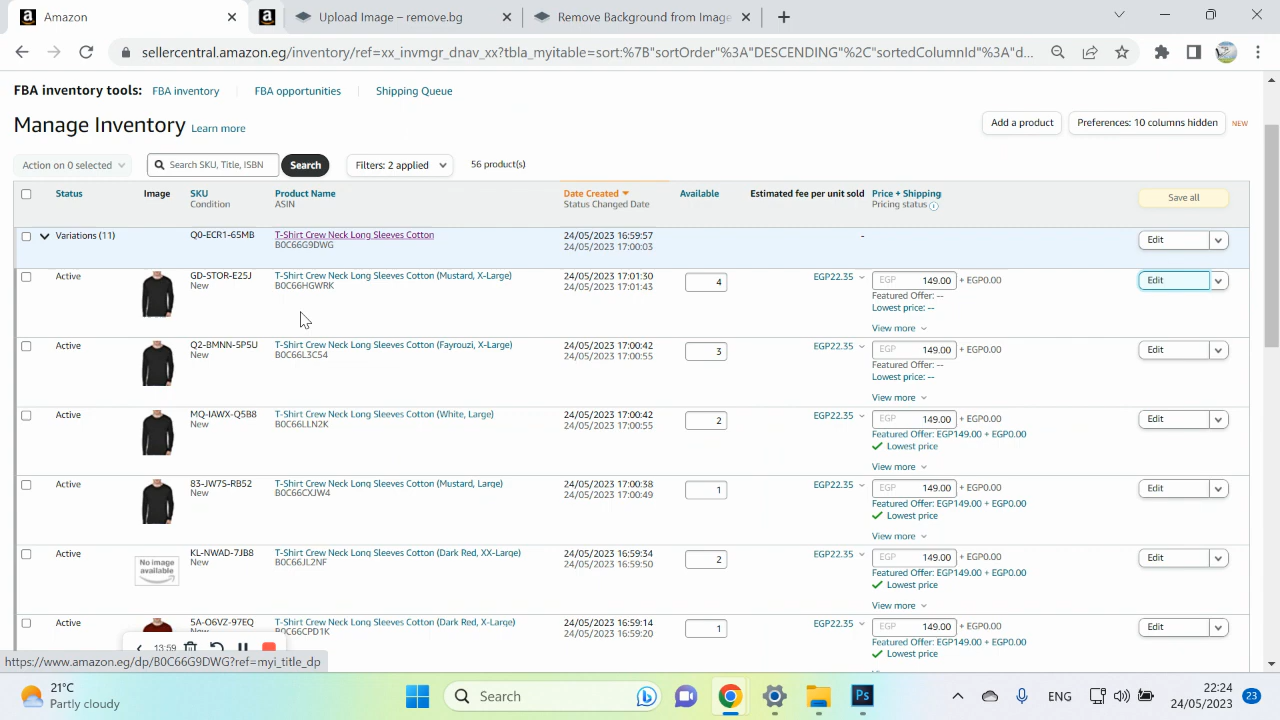 Amazon
Upload Image – remove.bg
Remove Background from Image
sellercentral.amazon.eg/inventory/ref=xx_invmgr_dnav_xx?tbla_myitable=sort:%7B"sortOrder"%3A"DESCENDING"%2C"sortedColumnId"%3A"d...
FBA inventory tools: FBA inventory FBA opportunities Shipping Queue
Manage Inventory Learn more Add a product Preferences: 10 columns hidden NEW
Action on 0 selected Search SKU, Title, ISBN Search Filters: 2 applied 56 product(s)
Status Image SKU Product Name Date Created Available Estimated fee per unit sold Price + Shipping Save all
Condition ASIN Status Changed Date Pricing status
Variations (11) Q0-ECR1-65MB T-Shirt Crew Neck Long Sleeves Cotton 24/05/2023 16:59:57 - Edit
B0C66G9DWG 24/05/2023 17:00:03
Active GD-STOR-E25J T-Shirt Crew Neck Long Sleeves Cotton (Mustard, X-Large) 24/05/2023 17:01:30 4 EGP22.35 EGP 149.00 + EGP0.00 Edit
New B0C66HGWRK 24/05/2023 17:01:43
Featured Offer: --
Lowest price: --
View more
Active Q2-BMNN-5P5U T-Shirt Crew Neck Long Sleeves Cotton (Fayrouzi, X-Large) 24/05/2023 17:00:42 3 EGP22.35 EGP 149.00 + EGP0.00 Edit
New B0C66L3C54 24/05/2023 17:00:55
Featured Offer: --
Lowest price: --
View more
Active MQ-IAWX-Q5B8 T-Shirt Crew Neck Long Sleeves Cotton (White, Large) 24/05/2023 17:00:42 2 EGP22.35 EGP 149.00 + EGP0.00 Edit
New B0C66LLN2K 24/05/2023 17:00:55
Featured Offer: EGP149.00 + EGP0.00
Lowest price
View more
Active 83-JW75-RB52 T-Shirt Crew Neck Long Sleeves Cotton (Mustard, Large) 24/05/2023 17:00:38 1 EGP22.35 EGP 149.00 + EGP0.00 Edit
New B0C66CXJW4 24/05/2023 17:00:49
Featured Offer: EGP149.00 + EGP0.00
Lowest price
View more
Active No image available KL-NWAD-7JB8 T-Shirt Crew Neck Long Sleeves Cotton (Dark Red, XX-Large) 24/05/2023 16:59:34 2 EGP22.35 EGP 149.00 + EGP0.00 Edit
New B0C66JL2NF 24/05/2023 16:59:50
Featured Offer: EGP149.00 + EGP0.00
Lowest price
View more
Active 5A-O6VZ-97EQ T-Shirt Crew Neck Long Sleeves Cotton (Dark Red, X-Large) 24/05/2023 16:59:14 1 EGP22.35 EGP 149.00 + EGP0.00 Edit
B0C66CPD1K 24/05/2023 16:59:20
Featured Offer: EGP149.00 + EGP0.00
Lowest price
13:59
https://www.amazon.eg/dp/B0C66G9DWG?ref=myi_title_dp
21°C
Partly cloudy
Search
Ps
ENG
22:24
24/05/2023
23